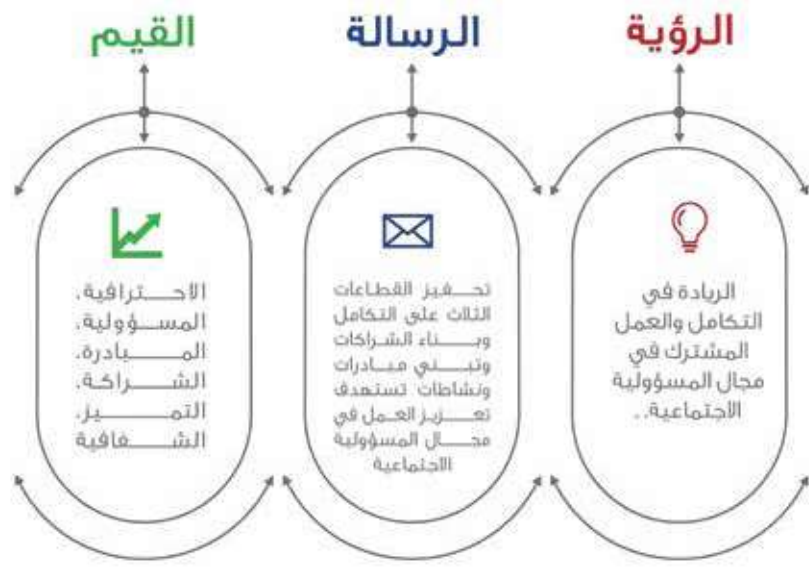 الرؤية
الريادة في
التكامل والعمل
المشترك في
مجال المسؤولية
الاجتماعية..
الرسالة
تحفيز القطاعات
الثلاث على التكامل
وبناء الشراكات
وتبني مبادرات
ونشاطات تستهدف
تعزيز العمل في
مجال المسؤولية
الاجتماعية
القيم
الاحترافية،
المسؤولية،
المبادرة،
الشراكة،
التميز،
الشفافية